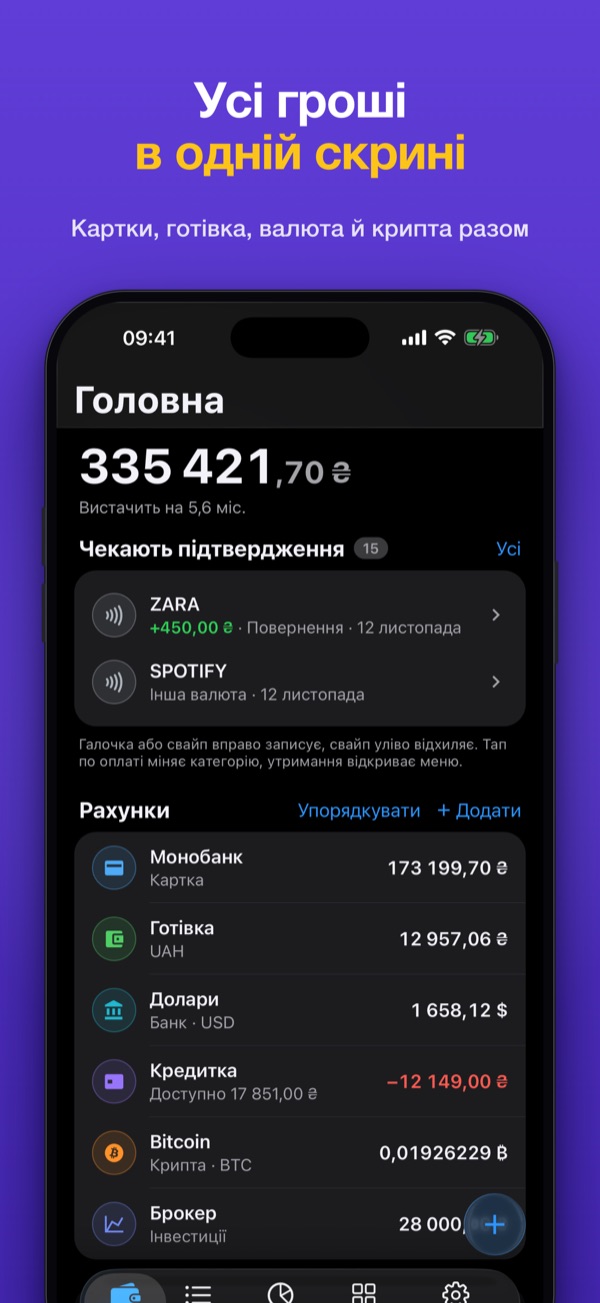 Усі гроші
в одній скрині
Картки, готівка, валюта й крипта разом
09:41
Головна
335 421,70 ₴
Вистачить на 5,6 міс.
Чекають підтвердження 15 Усі
ZARA
+450,00 ₴ · Повернення · 12 листопада
SPOTIFY
Інша валюта · 12 листопада
Галочка або свайп вправо записує, свайп уліво відхиляє. Тап
по оплаті міняє категорію, утримання відкриває меню.
Рахунки Упорядкувати + Додати
Монобанк 173 199,70 ₴
Картка
Готівка 12 957,06 ₴
UAH
Долари 1 658,12 $
Банк · USD
Кредитка −12 149,00 ₴
Доступно 17 851,00 ₴
Bitcoin 0,01926229 ₿
Крипта · BTC
Брокер 28 000,
Інвестиції